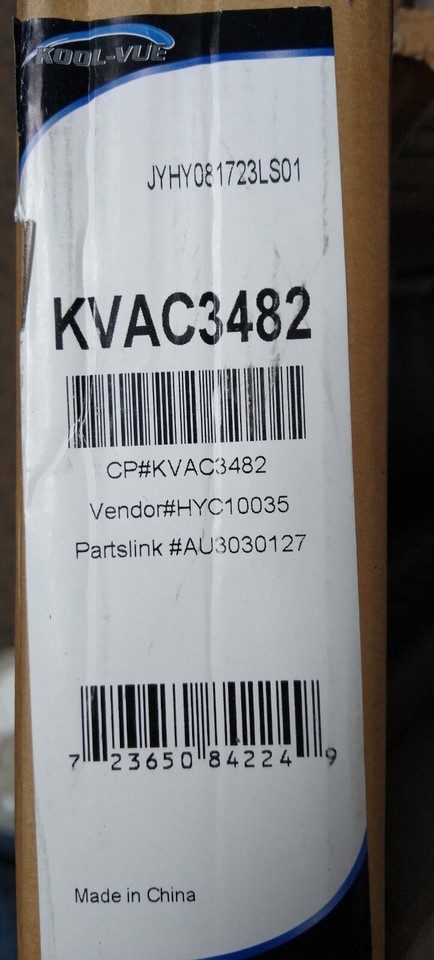 KOOL-VUE
JYHY081723LS01
KVAC3482
CP#KVAC3482
Vendor#HYC10035
Partslink #AU3030127
7 23650 84224 9
Made in China